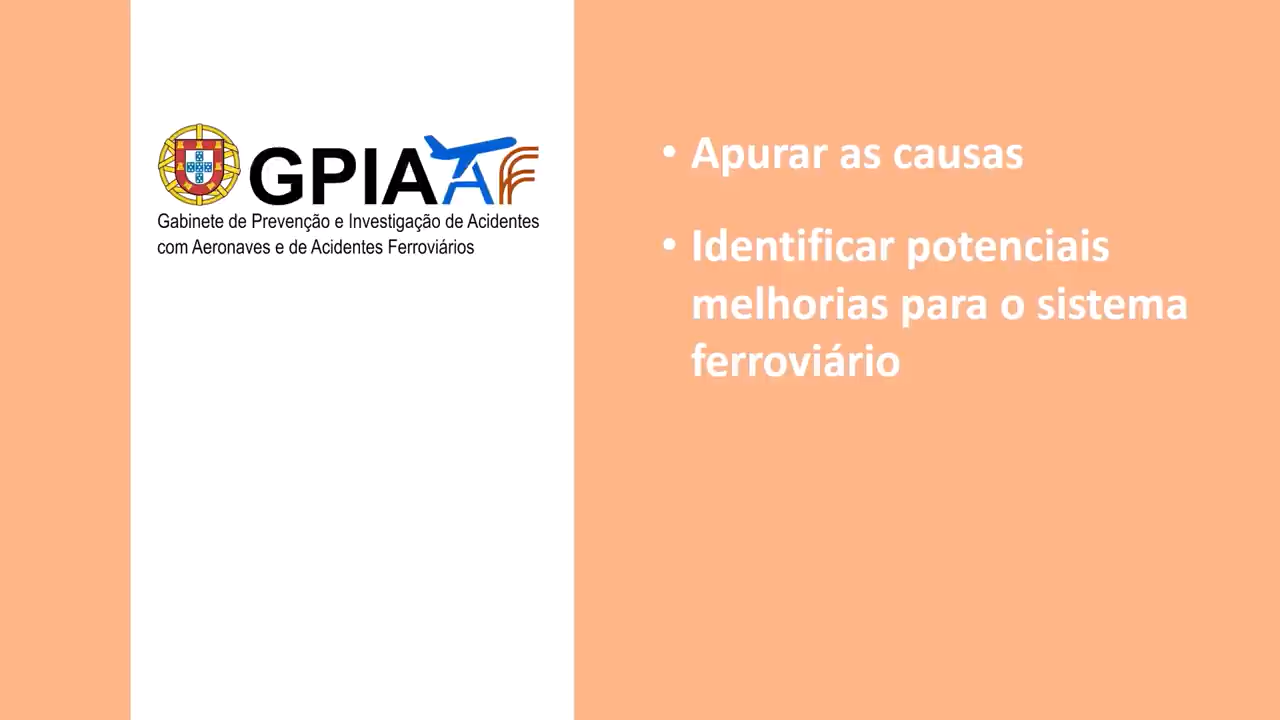 GPIAAF
Gabinete de Prevenção e Investigação de Acidentes
com Aeronaves e de Acidentes Ferroviários
• Apurar as causas
• Identificar potenciais
melhorias para o sistema
ferroviário